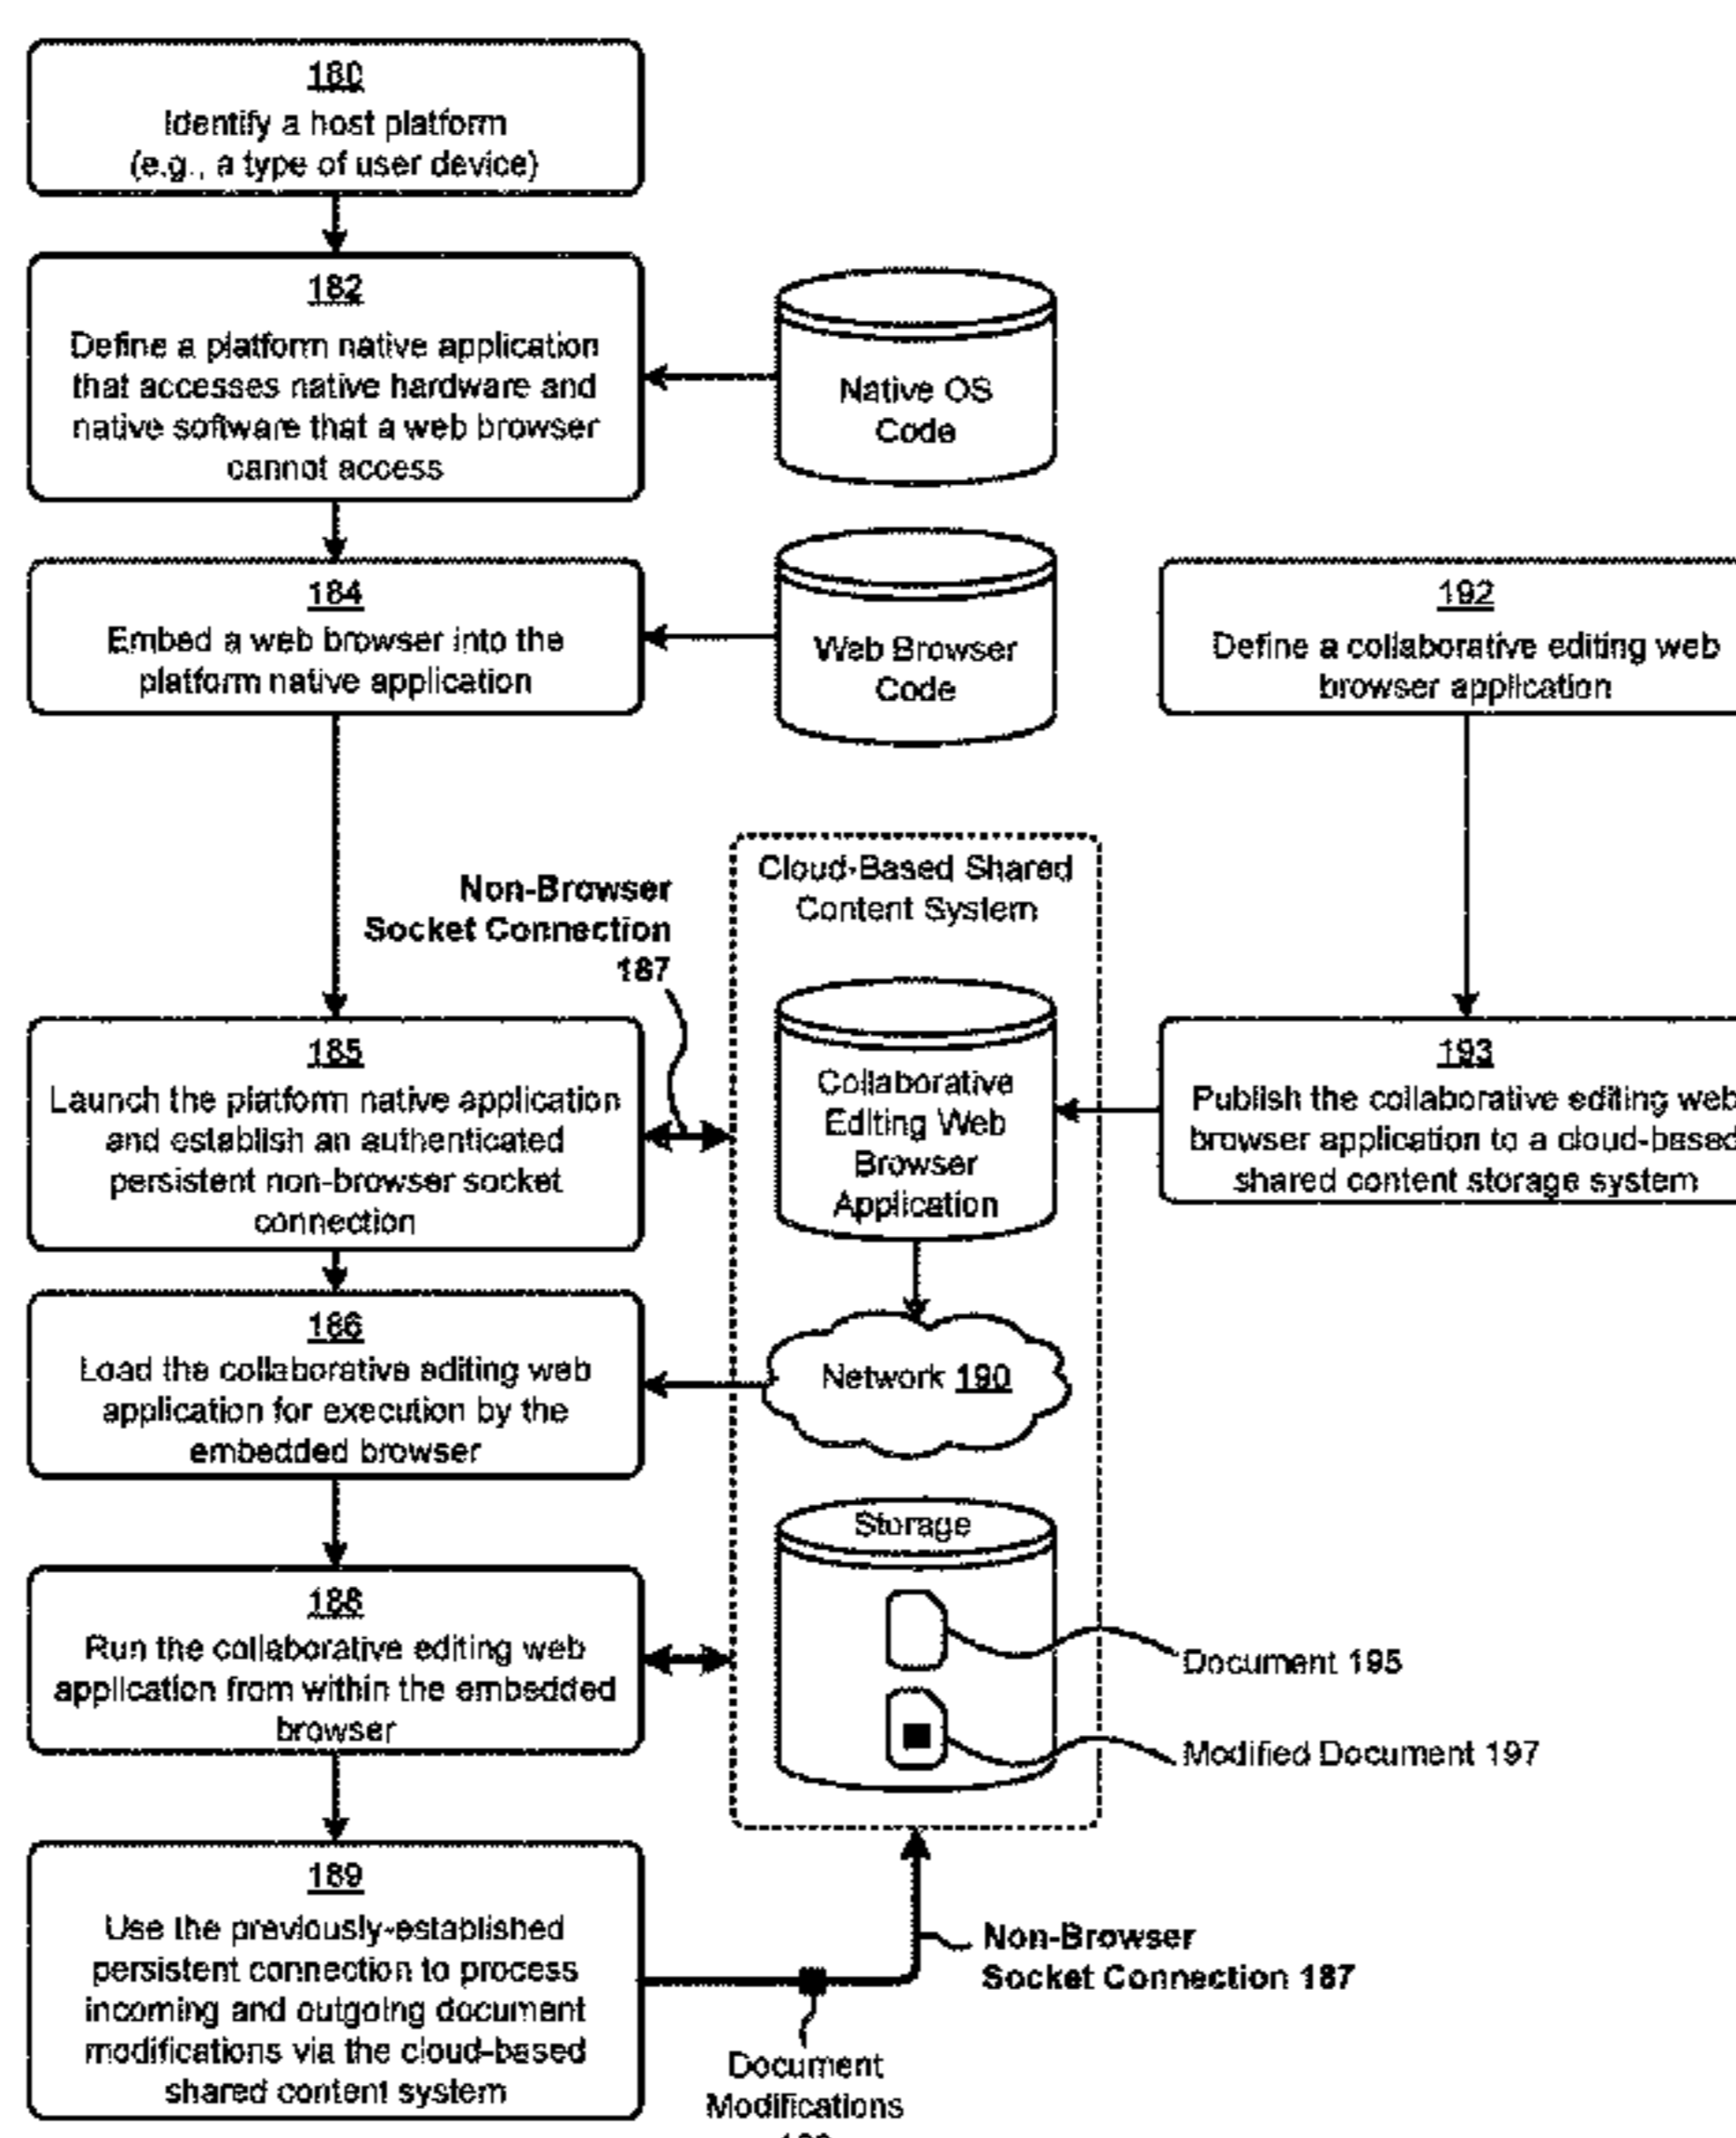 180
Identify a host platform
(e.g., a type of user device)
182
Define a platform native application
that accesses native hardware and
native software that a web browser
cannot access
Native OS
Code
184
Embed a web browser into the
platform native application
Web Browser
Code
192
Define a collaborative editing web
browser application
Cloud-Based Shared
Content System
Non-Browser
Socket Connection
187
185
Launch the platform native application
and establish an authenticated
persistent non-browser socket
connection
Collaborative
Editing Web
Browser
Application
193
Publish the collaborative editing web
browser application to a cloud-based
shared content storage system
186
Load the collaborative editing web
application for execution by the
embedded browser
Network 190
Storage
188
Run the collaborative editing web
application from within the embedded
browser
Document 195
Modified Document 197
189
Use the previously-established
persistent connection to process
incoming and outgoing document
modifications via the cloud-based
shared content system
Non-Browser
Socket Connection 187
Document
Modifications